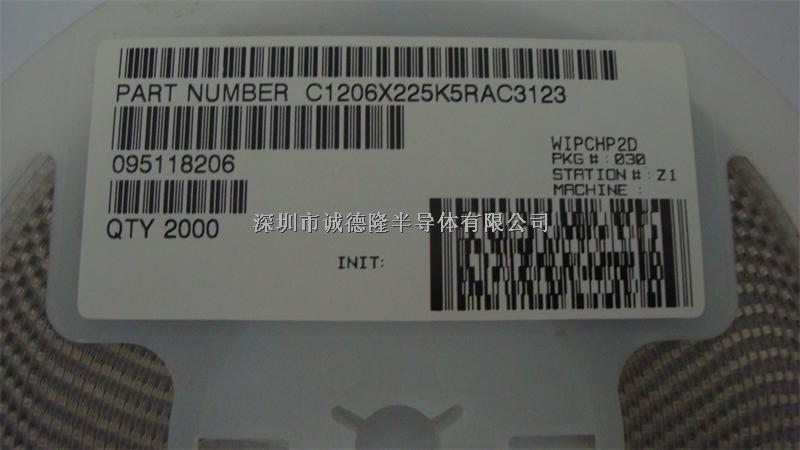 PART NUMBER C1206X225K5RAC3123
095118206
QTY 2000
WIPCHP2D
PKG # : 030
STATION # : Z1
MACHINE :
深圳市诚德隆半导体有限公司
INIT: